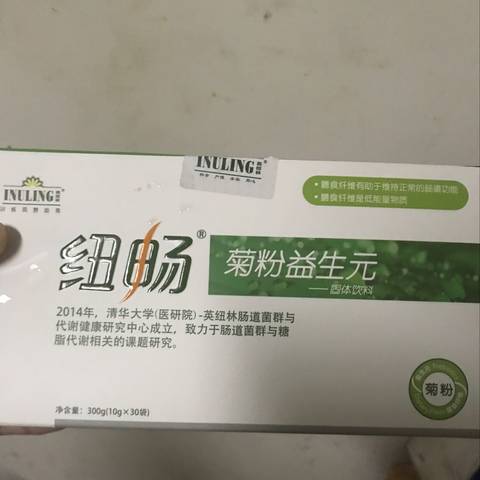 INULING
INULING
膳食纤维有助于维持正常的肠道功能
膳食纤维是低能量物质
纽畅®
菊粉益生元
——固体饮料
2014年，清华大学(医研院)-英纽林肠道菌群与
代谢健康研究中心成立，致力于肠道菌群与糖
脂代谢相关的课题研究。
菊粉
净含量：300g(10g×30袋)